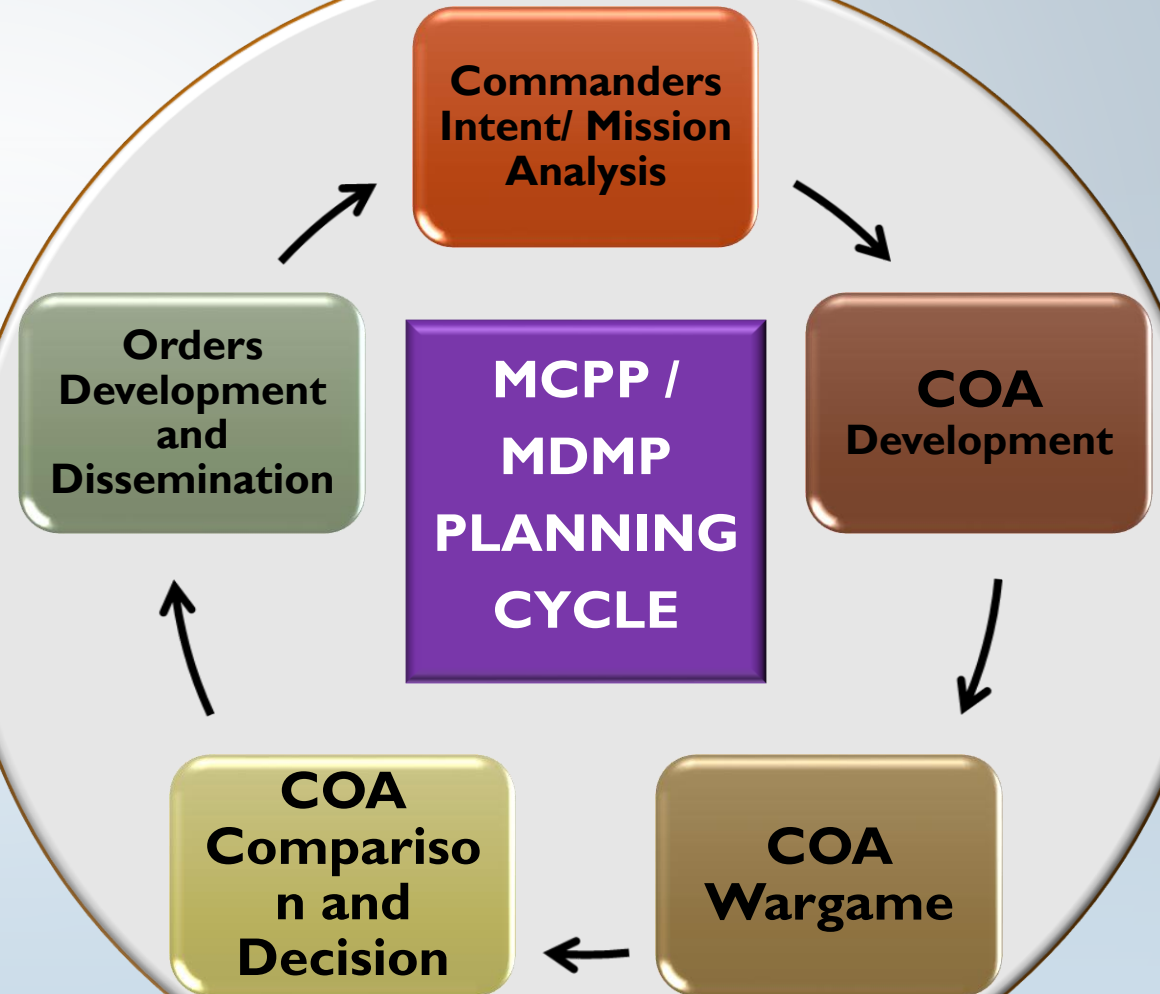 Commanders
Intent/ Mission
Analysis
COA
Development
COA
Wargame
COA
Compariso
n and
Decision
Orders
Development
and
Dissemination
MCPP /
MDMP
PLANNING
CYCLE